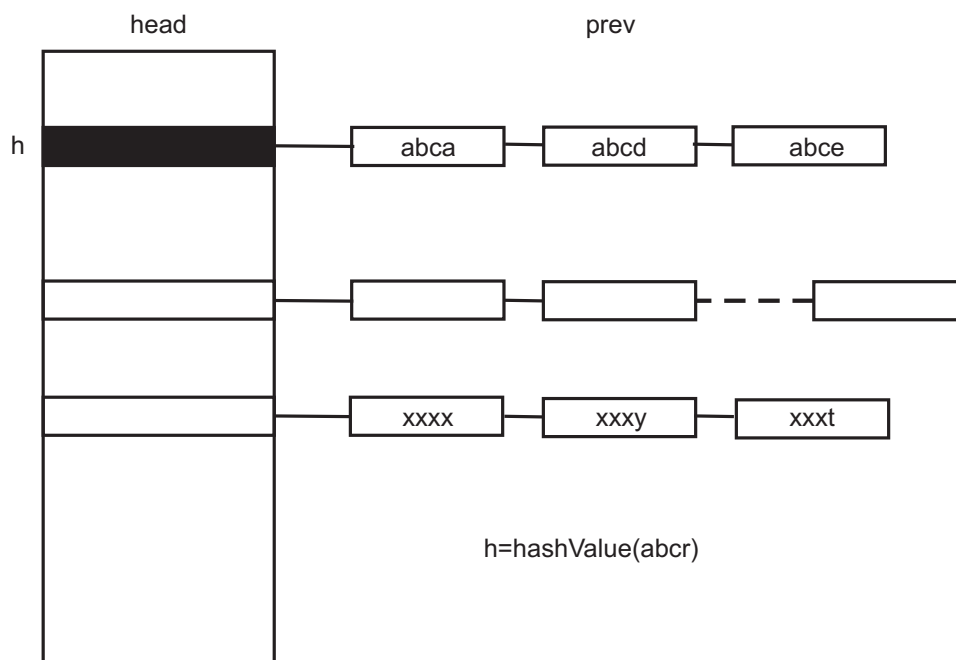 head prev
h abca abcd abce
xxxx xxxy xxxt
h=hashValue(abcr)